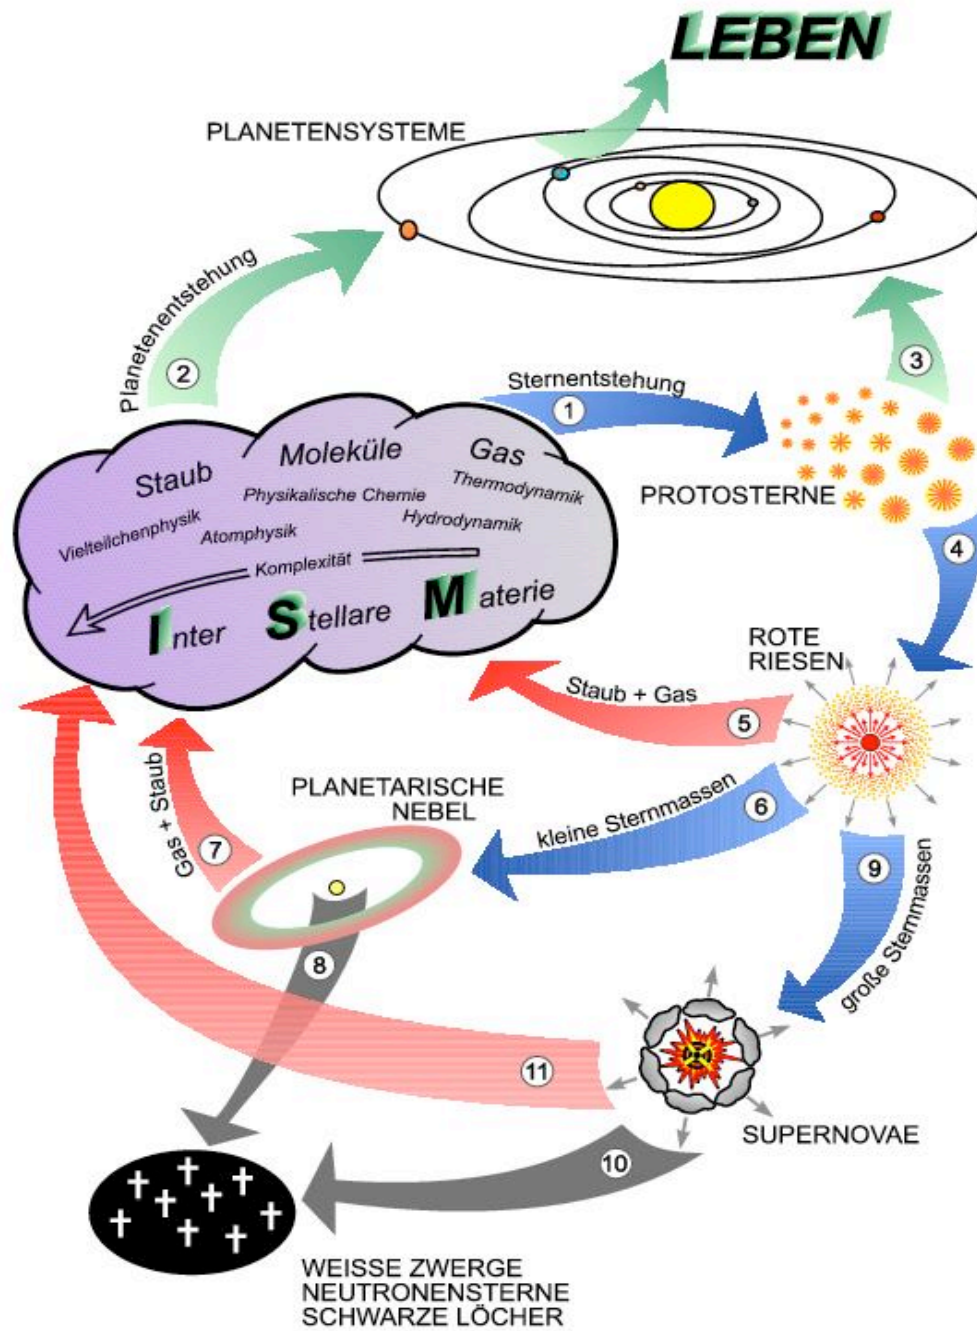 LEBEN
PLANETENSYSTEME
Planetenentstehung
2
3
Sternentstehung
1
PROTOSTERNE
Staub
Moleküle
Gas
Vielteilchenphysik
Physikalische Chemie
Thermodynamik
Atomphysik
Hydrodynamik
Komplexität
Inter Stellare Materie
4
ROTE
RIESEN
Staub + Gas
5
PLANETARISCHE
NEBEL
kleine Sternmassen
6
Gas + Staub
7
9
große Sternmassen
8
11
SUPERNOVAE
10
WEISSE ZWERGE
NEUTRONENSTERNE
SCHWARZE LÖCHER